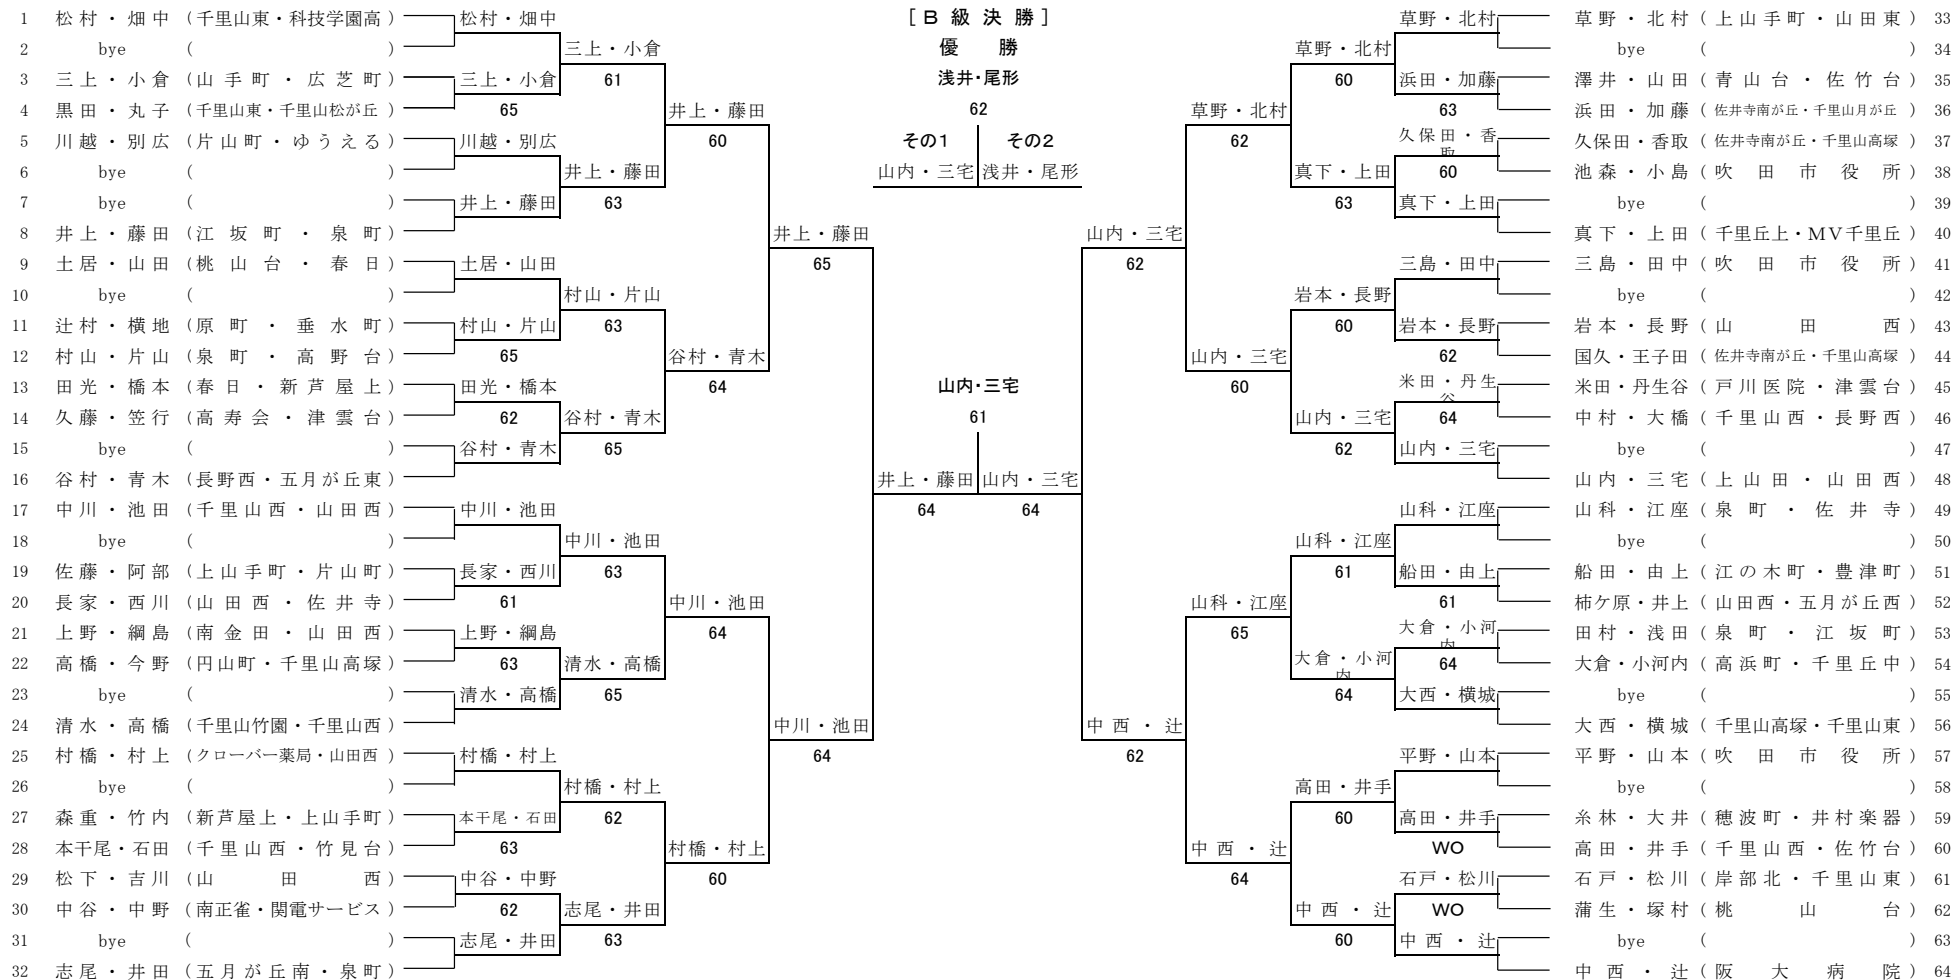 [ B 級 決 勝 ]
優 勝
浅井・尾形
62
その1 その2
山内・三宅 浅井・尾形
1 松村・畑中 (千里山東・科技学園高)
2 bye ( )
3 三上・小倉 (山手町・広芝町)
4 黒田・丸子 (千里山東・千里山松が丘)
5 川越・別広 (片山町・ゆうえる)
6 bye ( )
7 bye ( )
8 井上・藤田 (江坂町・泉町)
9 土居・山田 (桃山台・春日)
10 bye ( )
11 辻村・横地 (原町・垂水町)
12 村山・片山 (泉町・高野台)
13 田光・橋本 (春日・新芦屋上)
14 久藤・笠行 (高寿会・津雲台)
15 bye ( )
16 谷村・青木 (長野西・五月が丘東)
17 中川・池田 (千里山西・山田西)
18 bye ( )
19 佐藤・阿部 (上山手町・片山町)
20 長家・西川 (山田西・佐井寺)
21 上野・綱島 (南金田・山田西)
22 高橋・今野 (円山町・千里山高塚)
23 bye ( )
24 清水・高橋 (千里山竹園・千里山西)
25 村橋・村上 (クローバー薬局・山田西)
26 bye ( )
27 森重・竹内 (新芦屋上・上山手町)
28 本干尾・石田 (千里山西・竹見台)
29 松下・吉川 (山田西)
30 中谷・中野 (南正雀・関電サービス)
31 bye ( )
32 志尾・井田 (五月が丘南・泉町)
松村・畑中
三上・小倉
65
川越・別広
井上・藤田
土居・山田
村山・片山
65
田光・橋本
62
谷村・青木
中川・池田
長家・西川
61
上野・綱島
63
清水・高橋
村橋・村上
本干尾・石田
63
中谷・中野
62
志尾・井田
三上・小倉
61
井上・藤田
63
村山・片山
63
谷村・青木
65
中川・池田
63
清水・高橋
65
村橋・村上
62
志尾・井田
63
井上・藤田
60
谷村・青木
64
中川・池田
64
村橋・村上
60
井上・藤田
65
中川・池田
64
山内・三宅
61
井上・藤田 山内・三宅
64 64
山内・三宅
62
中 西 ・ 辻
62
草野・北村
62
山内・三宅
60
山科・江座
65
中 西 ・ 辻
64
草野・北村
60
真下・上田
63
岩本・長野
60
山内・三宅
62
山科・江座
61
大倉・小河
内
64
高田・井手
60
中 西 ・ 辻
60
草野・北村
浜田・加藤
63
久保田・香
取
60
真下・上田
三島・田中
岩本・長野
62
米田・丹生
谷
64
山内・三宅
山科・江座
船田・由上
61
大倉・小河
内
64
大西・横城
平野・山本
高田・井手
WO
石戸・松川
WO
中 西 ・ 辻
草野・北村 (上山手町・山田東) 33
bye ( ) 34
澤井・山田 (青山台・佐竹台) 35
浜田・加藤 (佐井寺南が丘・千里山月が丘) 36
久保田・香取 (佐井寺南が丘・千里山高塚) 37
池森・小島 (吹田市役所) 38
bye ( ) 39
真下・上田 (千里丘上・MV千里丘) 40
三島・田中 (吹田市役所) 41
bye ( ) 42
岩本・長野 (山田西) 43
国久・王子田 (佐井寺南が丘・千里山高塚) 44
米田・丹生谷 (戸川医院・津雲台) 45
中村・大橋 (千里山西・長野西) 46
bye ( ) 47
山内・三宅 (上山田・山田西) 48
山科・江座 (泉町・佐井寺) 49
bye ( ) 50
船田・由上 (江の木町・豊津町) 51
柿ケ原・井上 (山田西・五月が丘西) 52
田村・浅田 (泉町・江坂町) 53
大倉・小河内 (高浜町・千里丘中) 54
bye ( ) 55
大西・横城 (千里山高塚・千里山東) 56
平野・山本 (吹田市役所) 57
bye ( ) 58
糸林・大井 (穂波町・井村楽器) 59
高田・井手 (千里山西・佐竹台) 60
石戸・松川 (岸部北・千里山東) 61
蒲生・塚村 (桃山台) 62
bye ( ) 63
中西・辻 (阪大病院) 64